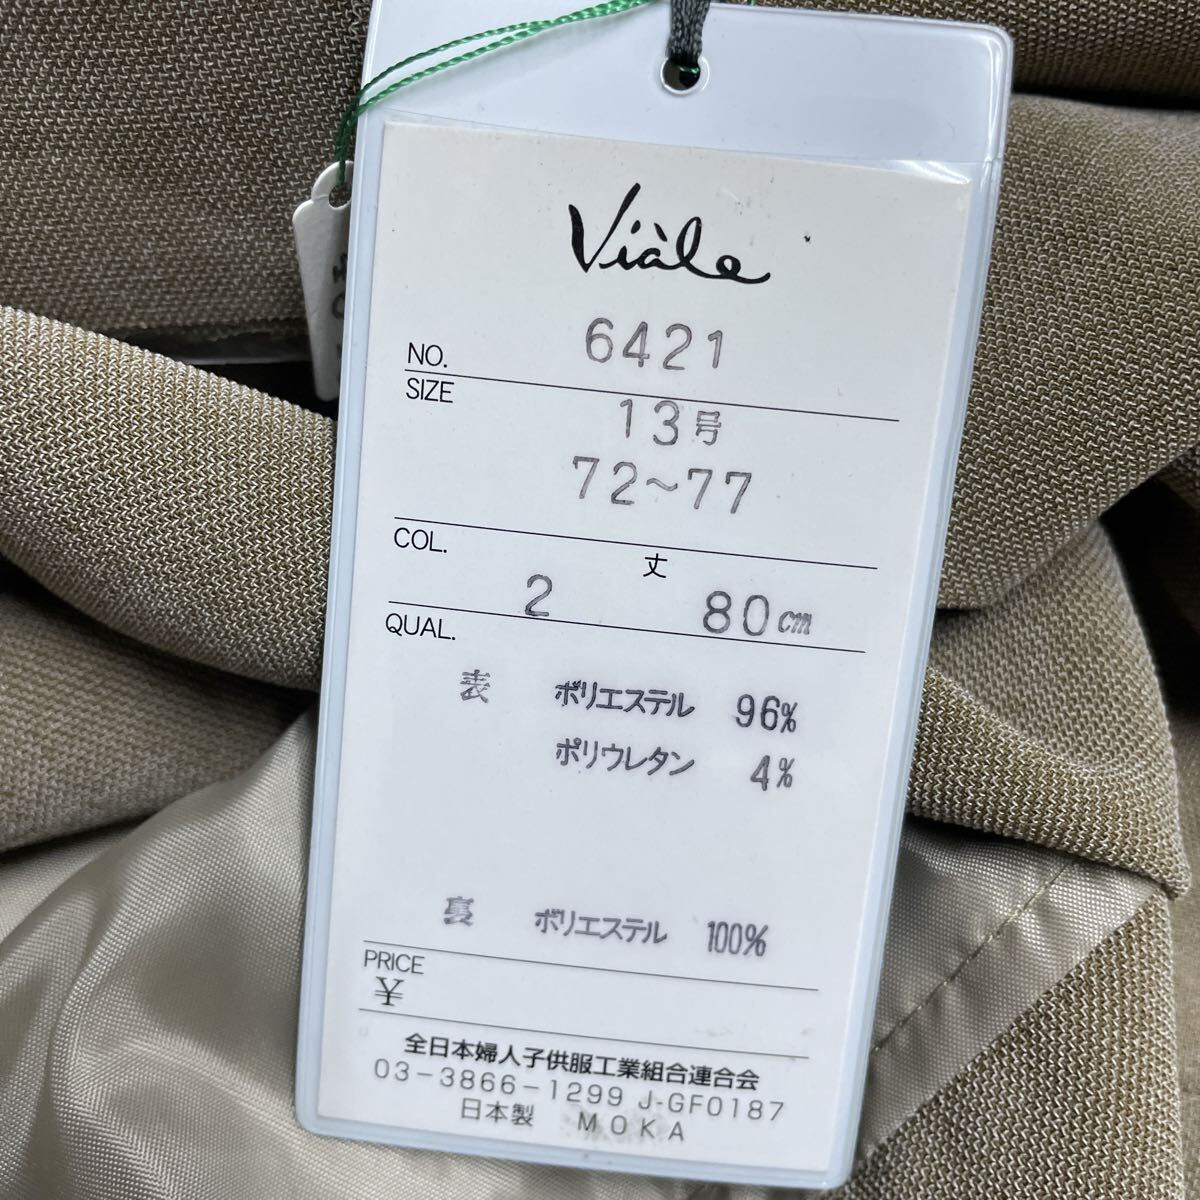 Viàle
NO. 6421
SIZE 13号
72~77
COL. 2 丈 80cm
QUAL.
表 ポリエステル 96%
ポリウレタン 4%
裏 ポリエステル 100%
PRICE
¥
全日本婦人子供服工業組合連合会
03-3866-1299 J-GF0187
日本製 MOKA